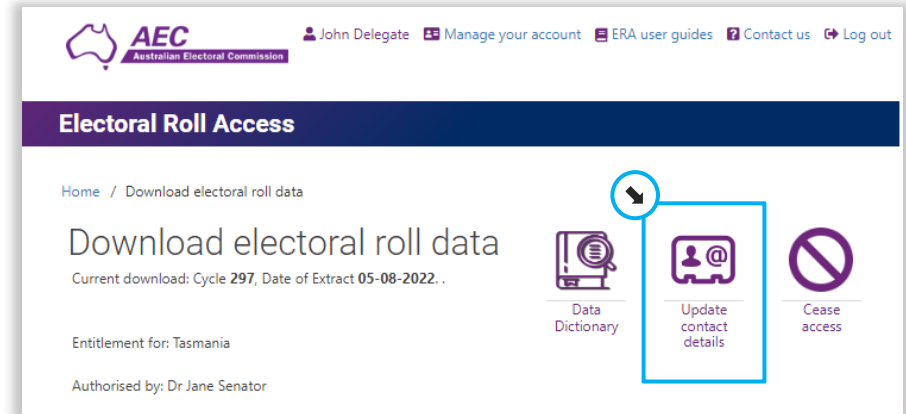 AEC
Australian Electoral Commission
John Delegate Manage your account ERA user guides Contact us Log out
Electoral Roll Access
Home / Download electoral roll data
Download electoral roll data
Current download: Cycle 297, Date of Extract 05-08-2022. .
Data
Dictionary
Update
contact
details
Cease
access
Entitlement for: Tasmania
Authorised by: Dr Jane Senator